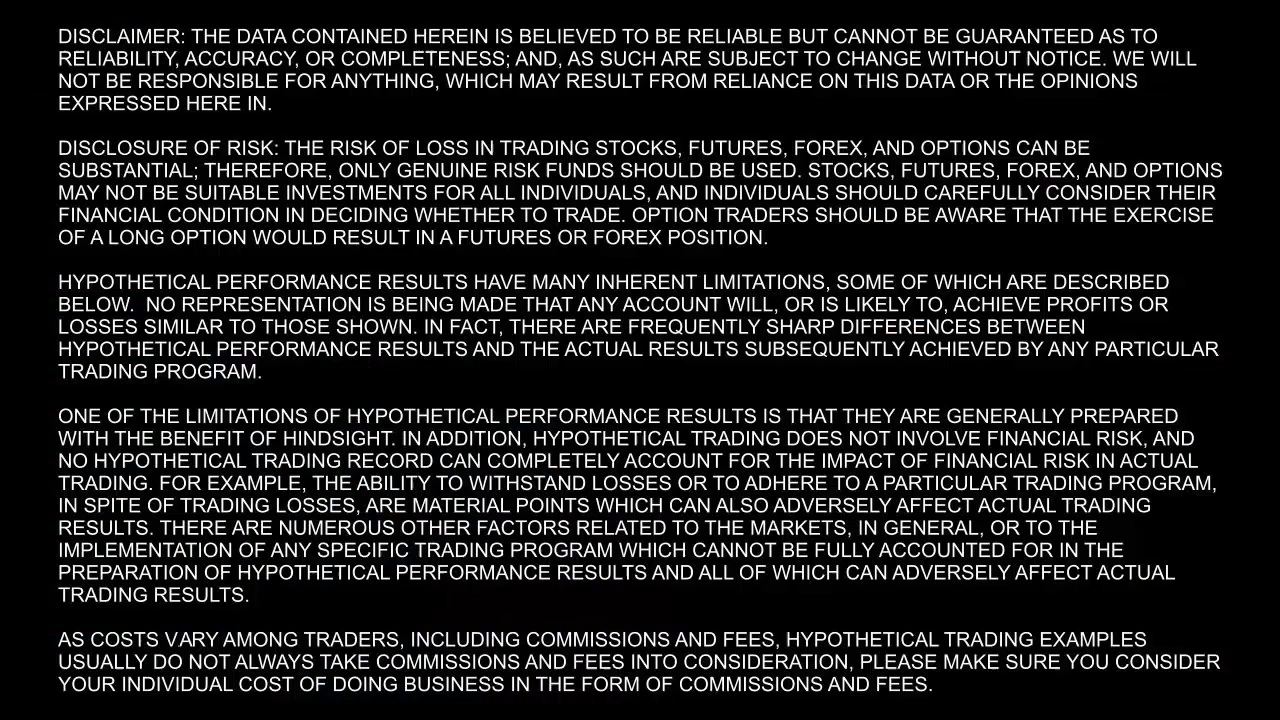 DISCLAIMER: THE DATA CONTAINED HEREIN IS BELIEVED TO BE RELIABLE BUT CANNOT BE GUARANTEED AS TO
RELIABILITY, ACCURACY, OR COMPLETENESS; AND, AS SUCH ARE SUBJECT TO CHANGE WITHOUT NOTICE. WE WILL
NOT BE RESPONSIBLE FOR ANYTHING, WHICH MAY RESULT FROM RELIANCE ON THIS DATA OR THE OPINIONS
EXPRESSED HERE IN.
DISCLOSURE OF RISK: THE RISK OF LOSS IN TRADING STOCKS, FUTURES, FOREX, AND OPTIONS CAN BE
SUBSTANTIAL; THEREFORE, ONLY GENUINE RISK FUNDS SHOULD BE USED. STOCKS, FUTURES, FOREX, AND OPTIONS
MAY NOT BE SUITABLE INVESTMENTS FOR ALL INDIVIDUALS, AND INDIVIDUALS SHOULD CAREFULLY CONSIDER THEIR
FINANCIAL CONDITION IN DECIDING WHETHER TO TRADE. OPTION TRADERS SHOULD BE AWARE THAT THE EXERCISE
OF A LONG OPTION WOULD RESULT IN A FUTURES OR FOREX POSITION.
HYPOTHETICAL PERFORMANCE RESULTS HAVE MANY INHERENT LIMITATIONS, SOME OF WHICH ARE DESCRIBED
BELOW.  NO REPRESENTATION IS BEING MADE THAT ANY ACCOUNT WILL, OR IS LIKELY TO, ACHIEVE PROFITS OR
LOSSES SIMILAR TO THOSE SHOWN. IN FACT, THERE ARE FREQUENTLY SHARP DIFFERENCES BETWEEN
HYPOTHETICAL PERFORMANCE RESULTS AND THE ACTUAL RESULTS SUBSEQUENTLY ACHIEVED BY ANY PARTICULAR
TRADING PROGRAM.
ONE OF THE LIMITATIONS OF HYPOTHETICAL PERFORMANCE RESULTS IS THAT THEY ARE GENERALLY PREPARED
WITH THE BENEFIT OF HINDSIGHT. IN ADDITION, HYPOTHETICAL TRADING DOES NOT INVOLVE FINANCIAL RISK, AND
NO HYPOTHETICAL TRADING RECORD CAN COMPLETELY ACCOUNT FOR THE IMPACT OF FINANCIAL RISK IN ACTUAL
TRADING. FOR EXAMPLE, THE ABILITY TO WITHSTAND LOSSES OR TO ADHERE TO A PARTICULAR TRADING PROGRAM,
IN SPITE OF TRADING LOSSES, ARE MATERIAL POINTS WHICH CAN ALSO ADVERSELY AFFECT ACTUAL TRADING
RESULTS. THERE ARE NUMEROUS OTHER FACTORS RELATED TO THE MARKETS, IN GENERAL, OR TO THE
IMPLEMENTATION OF ANY SPECIFIC TRADING PROGRAM WHICH CANNOT BE FULLY ACCOUNTED FOR IN THE
PREPARATION OF HYPOTHETICAL PERFORMANCE RESULTS AND ALL OF WHICH CAN ADVERSELY AFFECT ACTUAL
TRADING RESULTS.
AS COSTS VARY AMONG TRADERS, INCLUDING COMMISSIONS AND FEES, HYPOTHETICAL TRADING EXAMPLES
USUALLY DO NOT ALWAYS TAKE COMMISSIONS AND FEES INTO CONSIDERATION, PLEASE MAKE SURE YOU CONSIDER
YOUR INDIVIDUAL COST OF DOING BUSINESS IN THE FORM OF COMMISSIONS AND FEES.